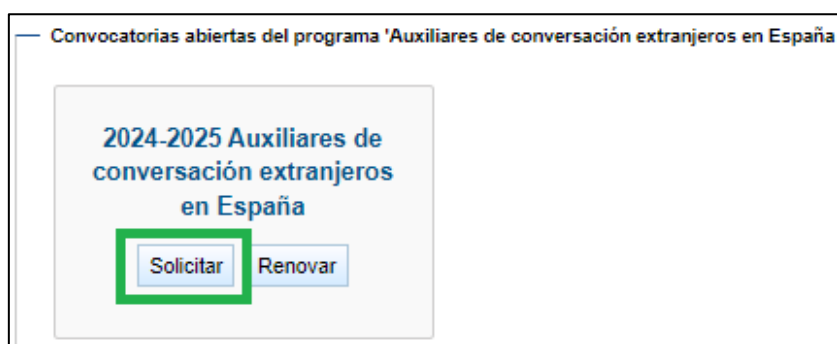 Convocatorias abiertas del programa 'Auxiliares de conversación extranjeros en España
2024-2025 Auxiliares de
conversación extranjeros
en España
Solicitar Renovar